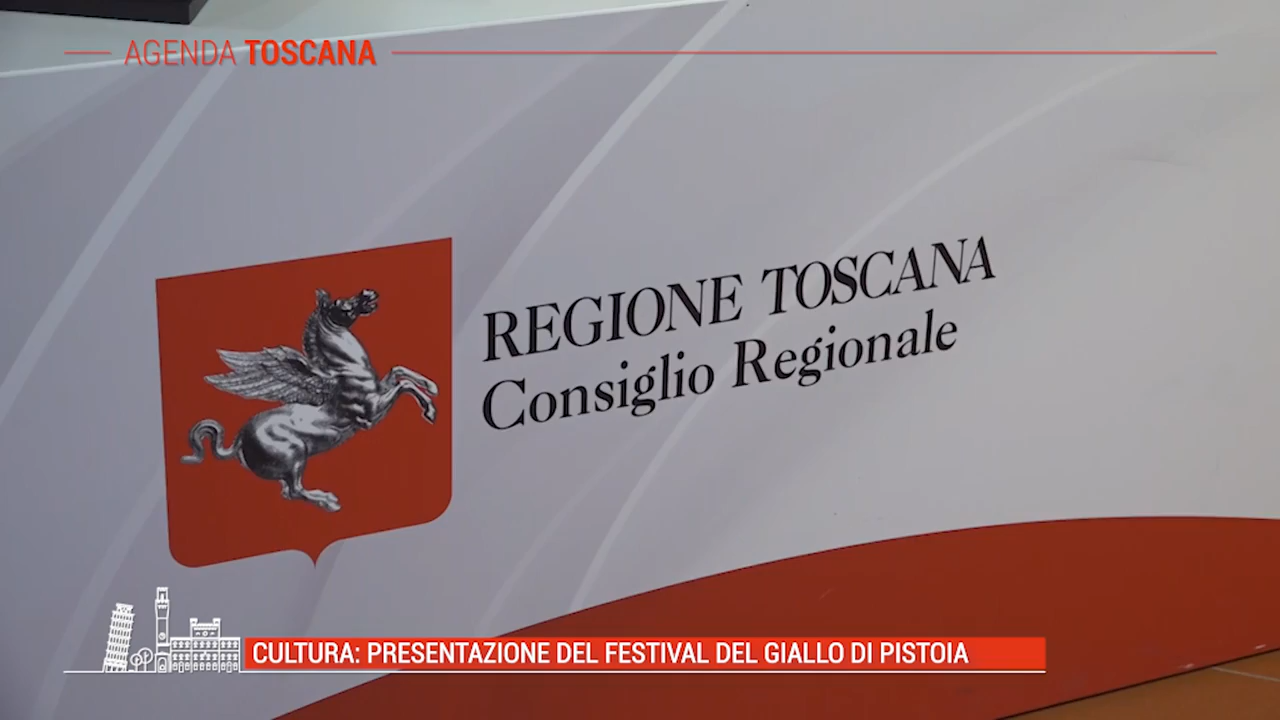 AGENDA TOSCANA
REGIONE TOSCANA
Consiglio Regionale
CULTURA: PRESENTAZIONE DEL FESTIVAL DEL GIALLO DI PISTOIA